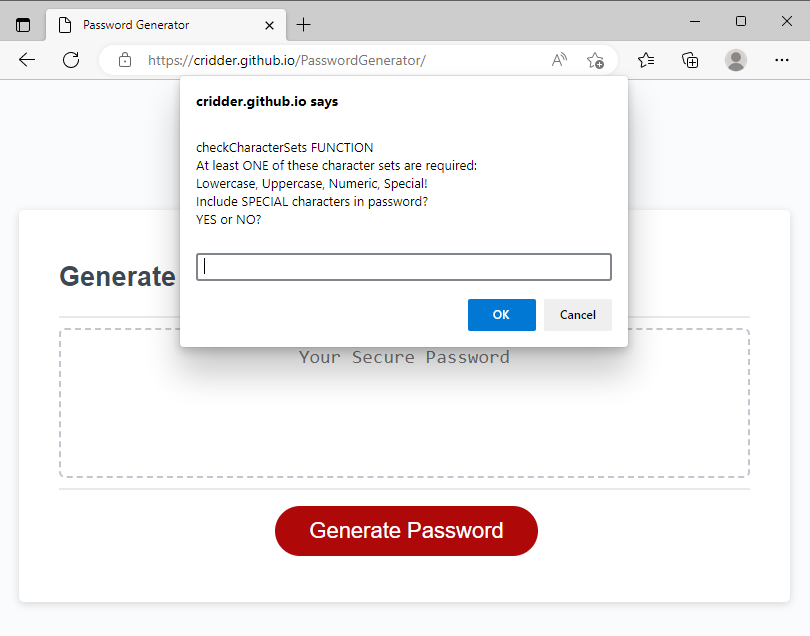 Password Generator
https://cridder.github.io/PasswordGenerator/
cridder.github.io says
checkCharacterSets FUNCTION
At least ONE of these character sets are required:
Lowercase, Uppercase, Numeric, Special!
Include SPECIAL characters in password?
YES or NO?
OK
Cancel
Generate
Your Secure Password
Generate Password